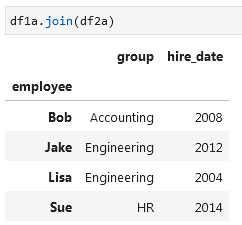 df1a.join(df2a)
group hire_date
employee
Bob Accounting 2008
Jake Engineering 2012
Lisa Engineering 2004
Sue HR 2014